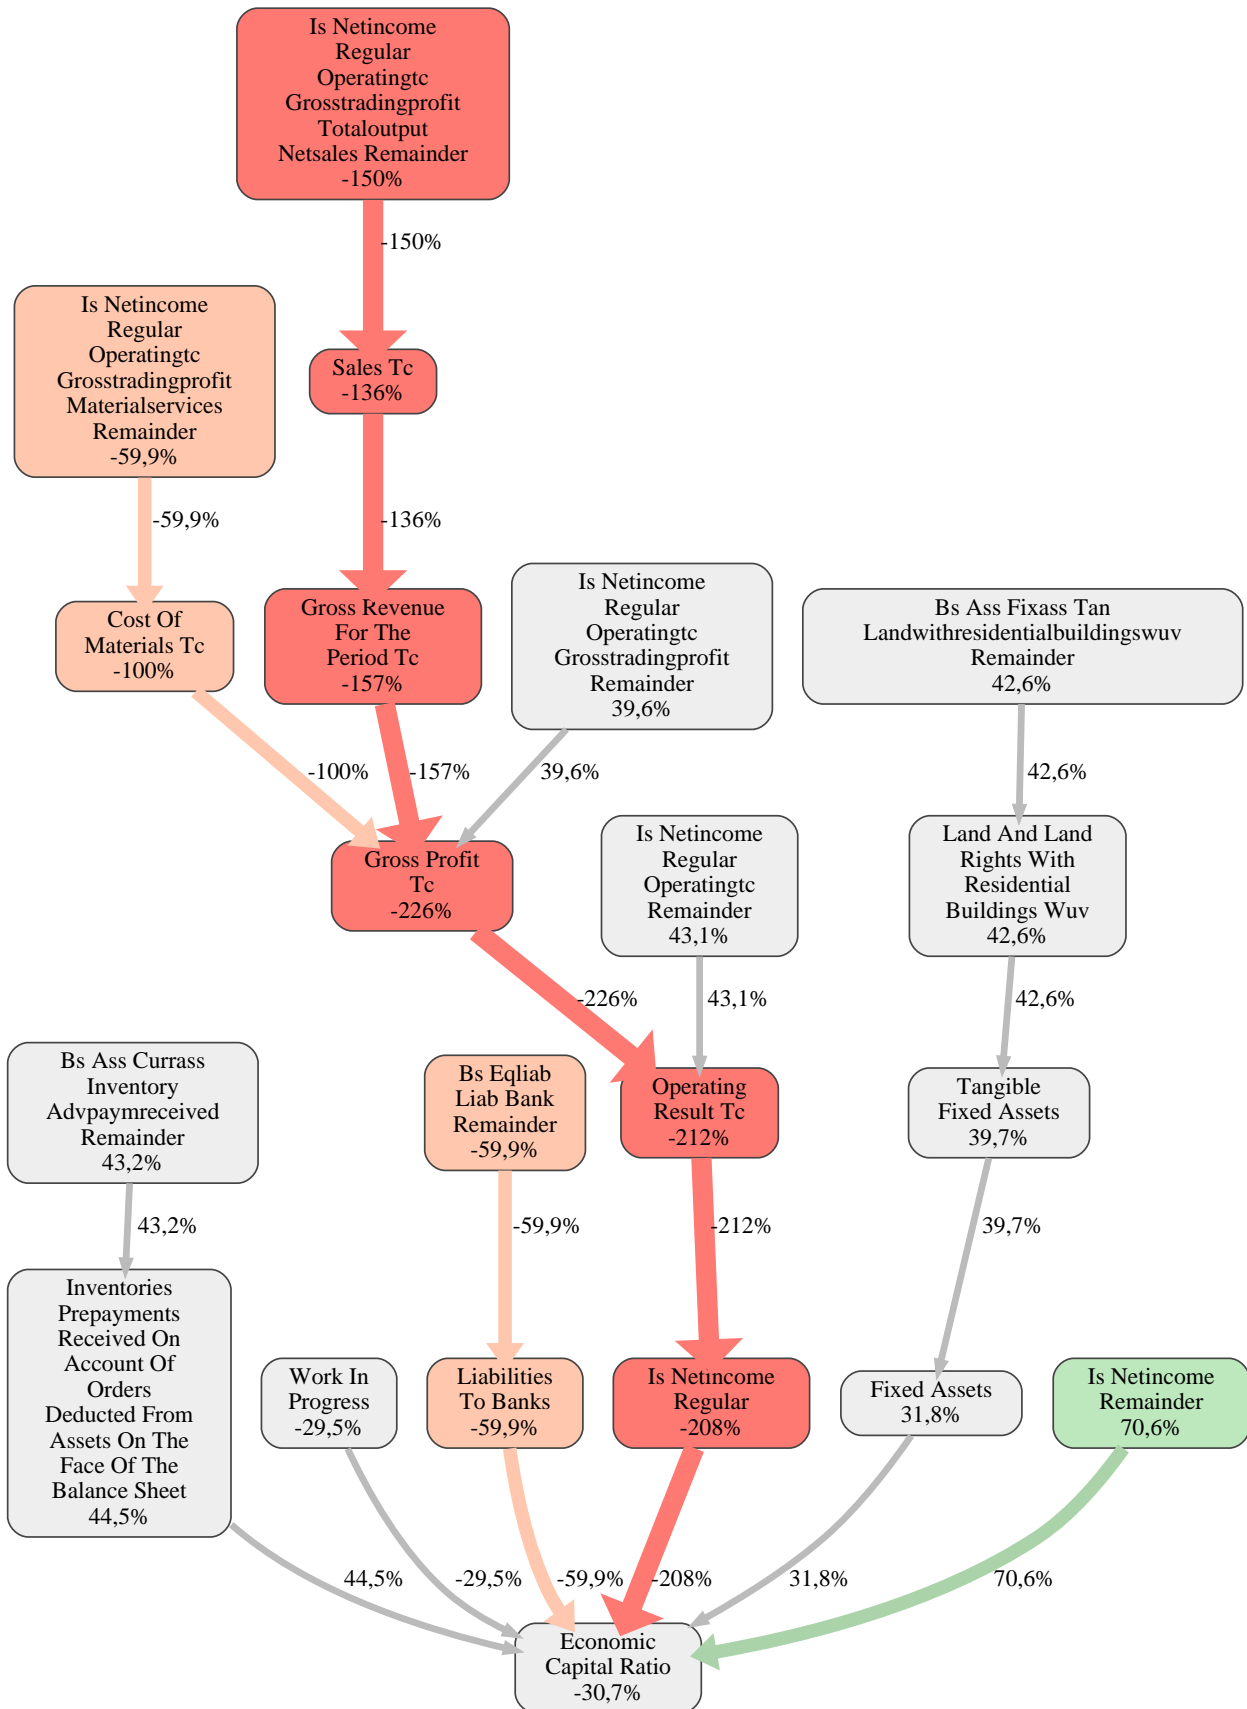 Is Netincome
Regular
Operatingtc
Grosstradingprofit
Totaloutput
Netsales Remainder
-150%
-150%
Is Netincome
Regular
Operatingtc
Grosstradingprofit
Materialservices
Remainder
-59,9%
Sales Tc
-136%
-59,9%
-136%
Cost Of
Materials Tc
-100%
Gross Revenue
For The
Period Tc
-157%
Is Netincome
Regular
Operatingtc
Grosstradingprofit
Remainder
39,6%
Bs Ass Fixass Tan
Landwithresidentialbuildingswuv
Remainder
42,6%
-100%
-157%
39,6%
42,6%
Gross Profit
Tc
-226%
Is Netincome
Regular
Operatingtc
Remainder
43,1%
Land And Land
Rights With
Residential
Buildings Wuv
42,6%
-226%
43,1%
42,6%
Bs Ass Currass
Inventory
Advpaymreceived
Remainder
43,2%
Bs Eqliab
Liab Bank
Remainder
-59,9%
Operating
Result Tc
-212%
Tangible
Fixed Assets
39,7%
43,2%
-59,9%
-212%
39,7%
Inventories
Prepayments
Received On
Account Of
Orders
Deducted From
Assets On The
Face Of The
Balance Sheet
44,5%
Work In
Progress
-29,5%
Liabilities
To Banks
-59,9%
Is Netincome
Regular
-208%
Fixed Assets
31,8%
Is Netincome
Remainder
70,6%
44,5%
-29,5%
-59,9%
-208%
31,8%
70,6%
Economic
Capital Ratio
-30,7%